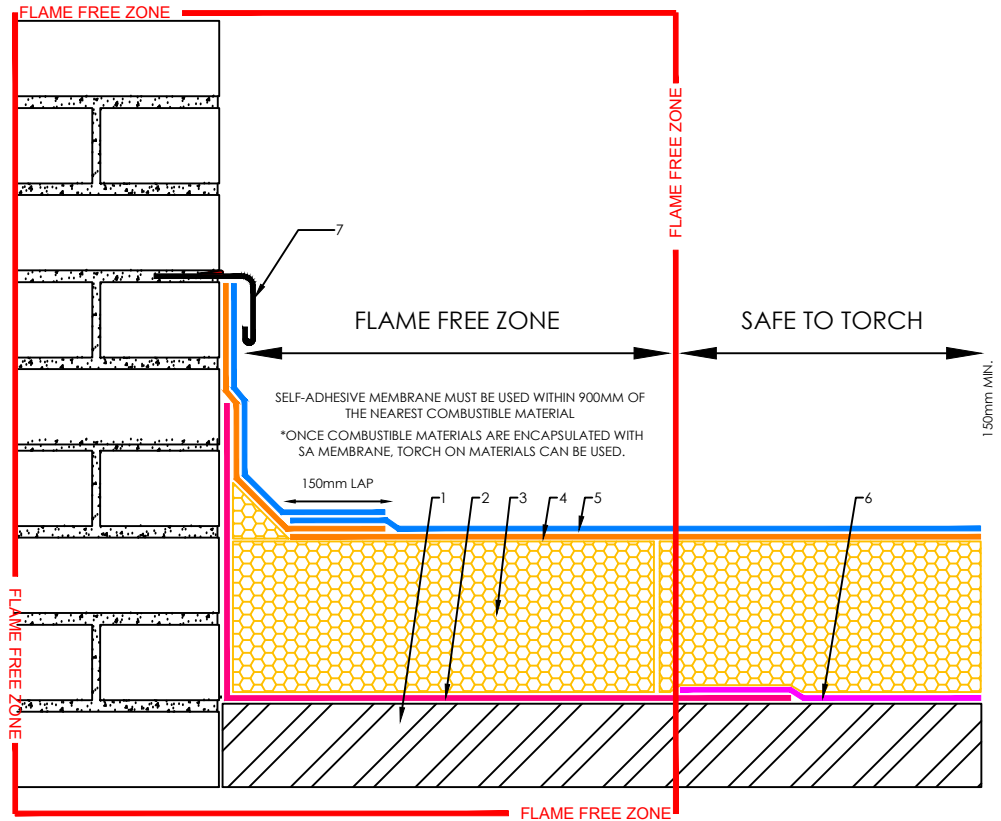 FLAME FREE ZONE
FLAME FREE ZONE
7
FLAME FREE ZONE
SAFE TO TORCH
150mm MIN.
SELF-ADHESIVE MEMBRANE MUST BE USED WITHIN 900MM OF
THE NEAREST COMBUSTIBLE MATERIAL
*ONCE COMBUSTIBLE MATERIALS ARE ENCAPSULATED WITH
SA MEMBRANE, TORCH ON MATERIALS CAN BE USED.
150mm LAP
1
2
3
4
5
6
FLAME FREE ZONE
FLAME FREE ZONE